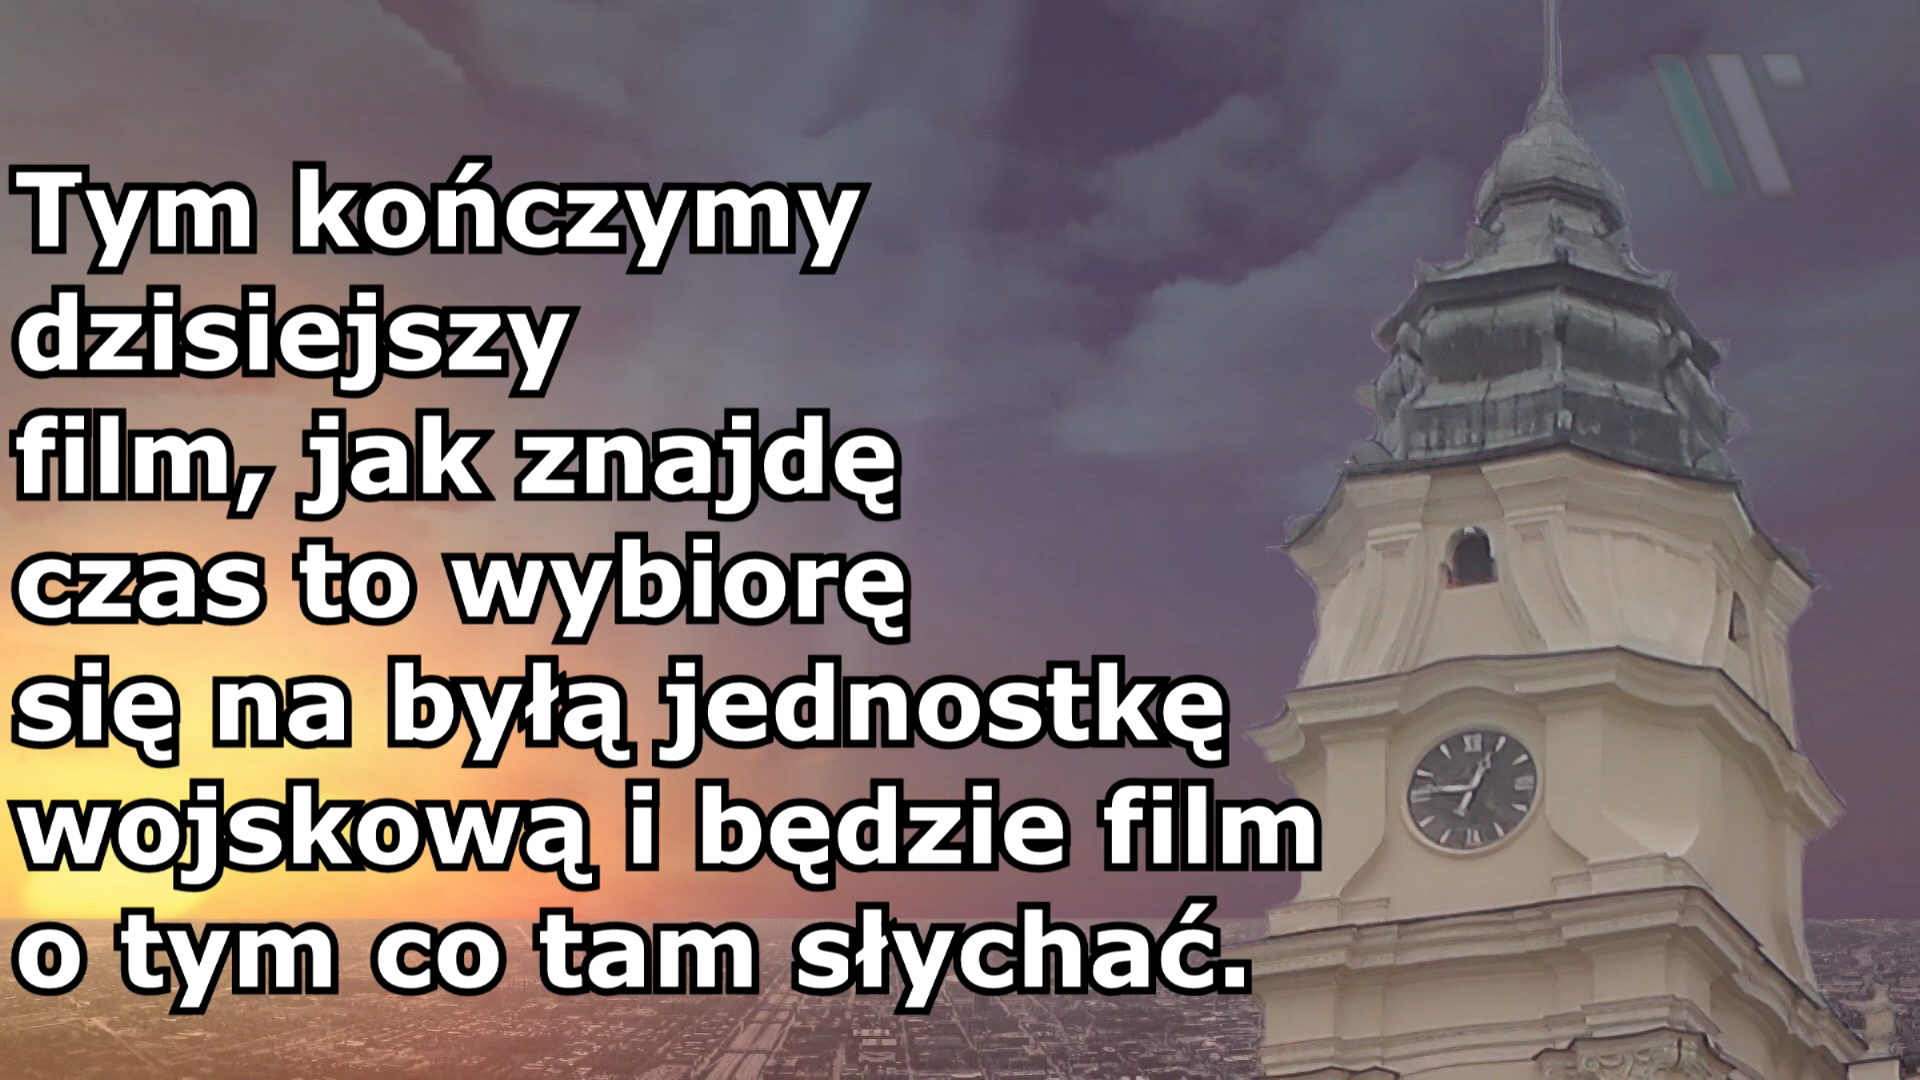 Tym kończymy
dzisiejszy
film, jak znajdę
czas to wybiorę
się na byłą jednostkę
wojskową i będzie film
o tym co tam słychać.